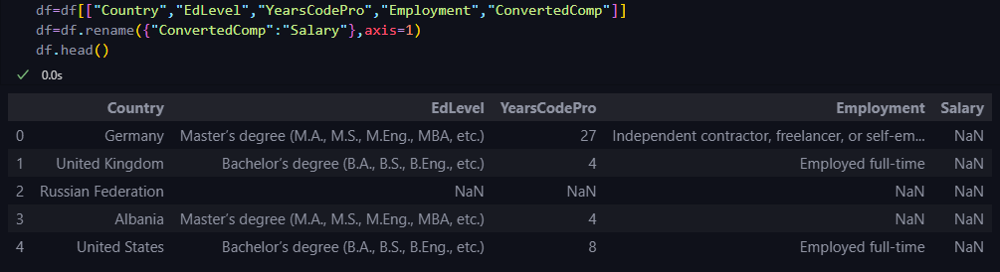 df=df[["Country","EdLevel","YearsCodePro","Employment","ConvertedComp"]]
df=df.rename({"ConvertedComp":"Salary"},axis=1)
df.head()
✓ 0.0s
Country EdLevel YearsCodePro Employment Salary
0 Germany Master’s degree (M.A., M.S., M.Eng., MBA, etc.) 27 Independent contractor, freelancer, or self-em... NaN
1 United Kingdom Bachelor’s degree (B.A., B.S., B.Eng., etc.) 4 Employed full-time NaN
2 Russian Federation NaN NaN NaN NaN
3 Albania Master’s degree (M.A., M.S., M.Eng., MBA, etc.) 4 NaN NaN
4 United States Bachelor’s degree (B.A., B.S., B.Eng., etc.) 8 Employed full-time NaN